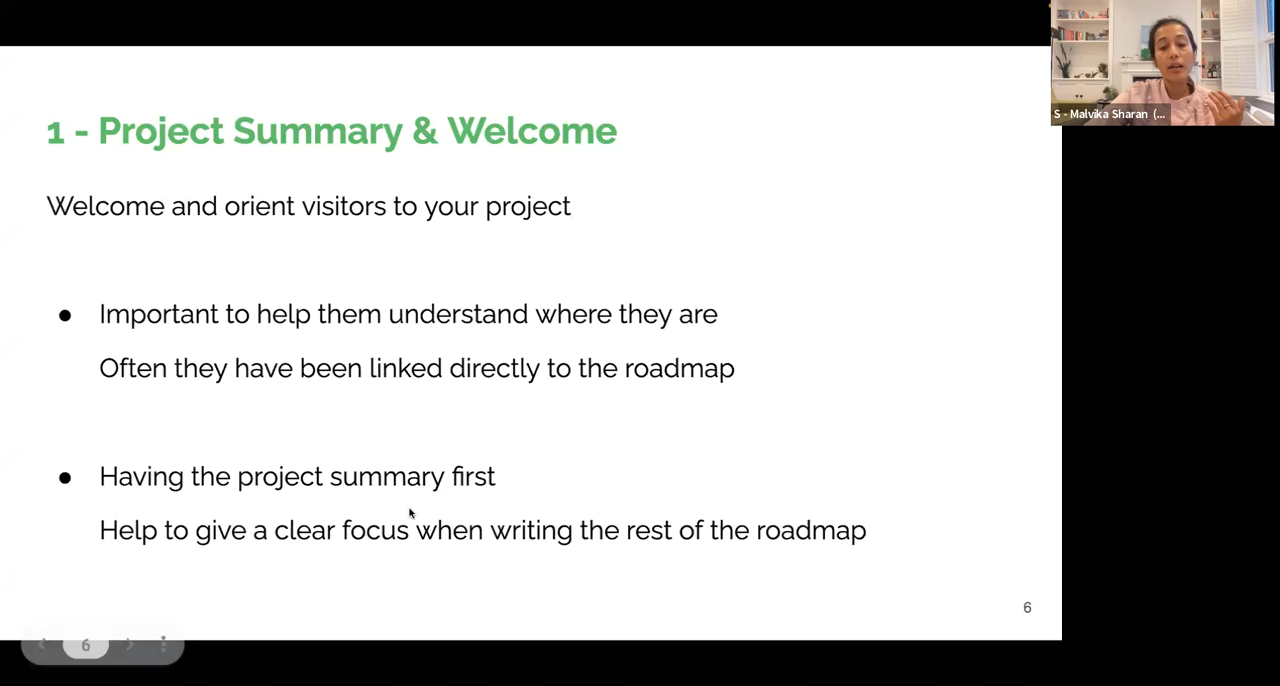 1 - Project Summary & Welcome
Welcome and orient visitors to your project
● Important to help them understand where they are
Often they have been linked directly to the roadmap
● Having the project summary first
Help to give a clear focus when writing the rest of the roadmap
6
6
S - Malvika Sharan (...